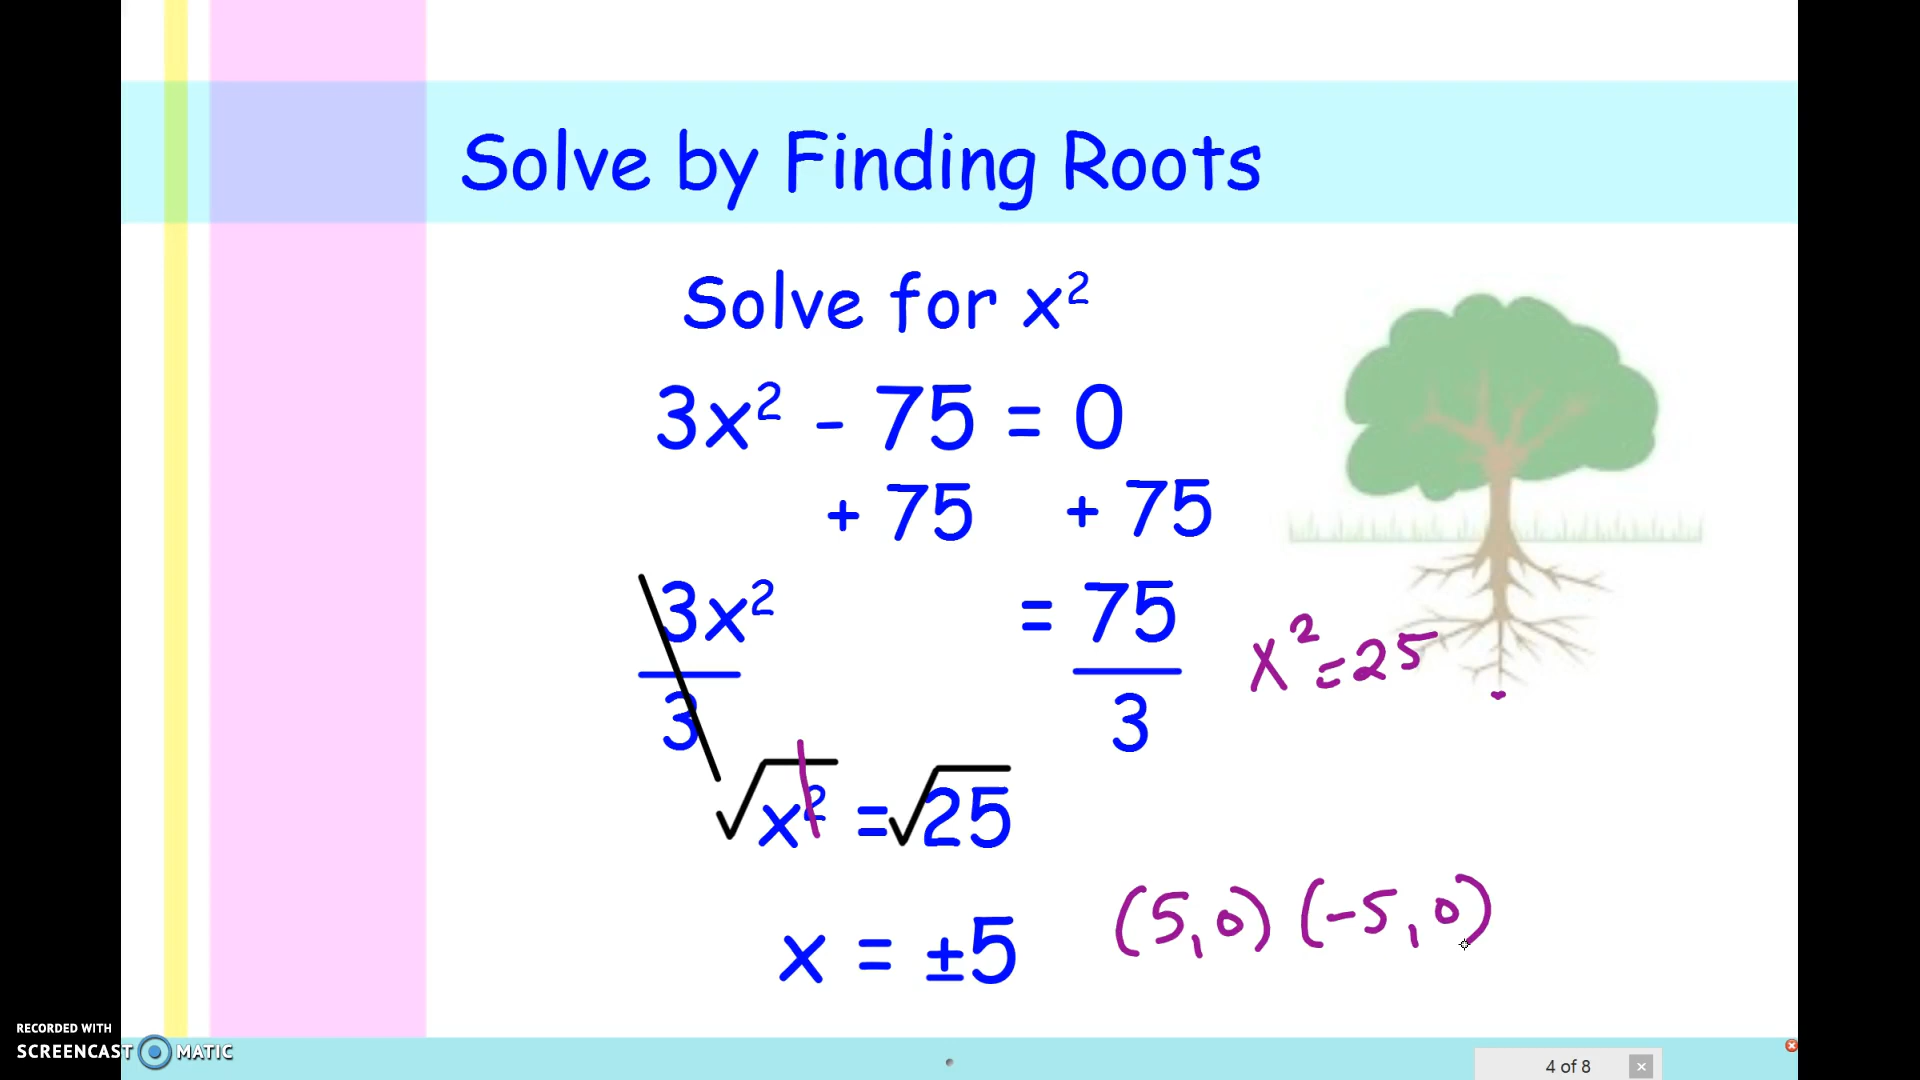 Solve by Finding Roots
Solve for x²
3x² - 75 = 0
+ 75 + 75
3x² = 75
3 3
x² = 25
√x² = √25
x = ±5
(5,0) (-5,0)
RECORDED WITH
SCREENCAST MATIC
4 of 8